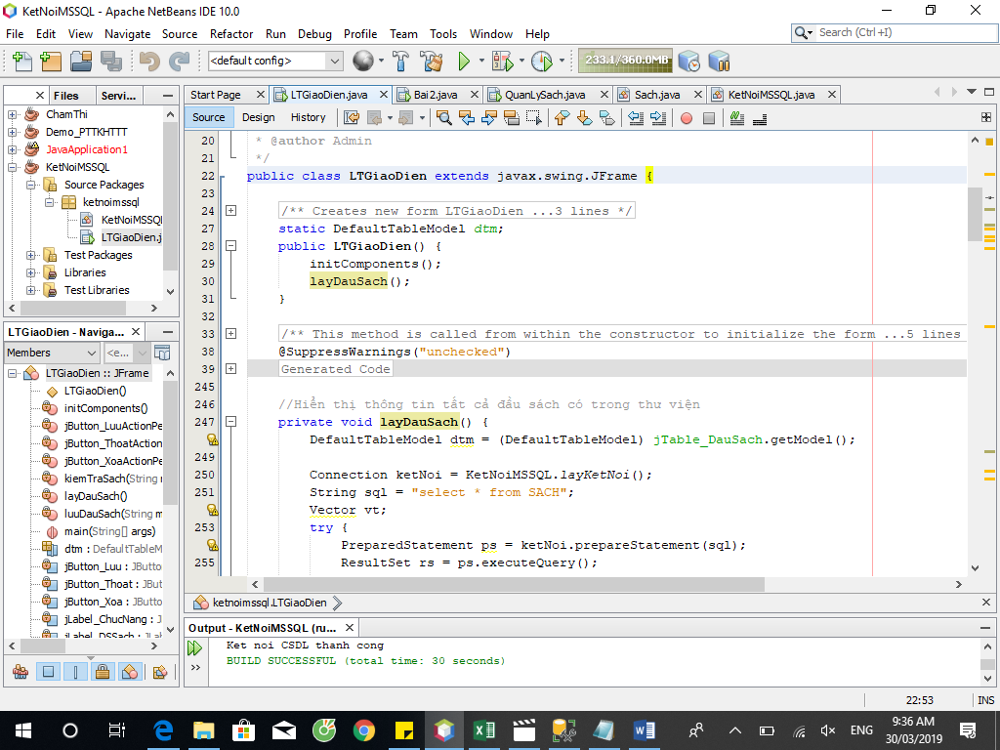 KetNoiMSSQL - Apache NetBeans IDE 10.0
File Edit View Navigate Source Refactor Run Debug Profile Team Tools Window Help
Search (Ctrl+I)
<default config>
233.1/360.0MB
Files Servi...
Start Page LTGiaoDien.java Bai2.java QuanLySach.java Sach.java KetNoiMSSQL.java
Source Design History
ChamThi
Demo_PTTKHTTT
JavaApplication1
KetNoiMSSQL
Source Packages
ketnoimssql
KetNoiMSSQL
LTGiaoDien.j
Test Packages
Libraries
Test Libraries
LTGiaoDien - Naviga...
Members <e...
LTGiaoDien :: JFrame
LTGiaoDien()
initComponents()
jButton_LuuActionPe
jButton_ThoatAction
jButton_XoaActionPe
kiemTraSach(String
layDauSach()
luuDauSach(String m
main(String[] args)
dtm : DefaultTableM
jButton_Luu : JButto
jButton_Thoat : JBut
jButton_Xoa : JButto
jLabel_ChucNang : J
jLabel_DSSach : JLab
20 * @author Admin
21 */
22 public class LTGiaoDien extends javax.swing.JFrame {
23
24 /** Creates new form LTGiaoDien ...3 lines */
27 static DefaultTableModel dtm;
28 public LTGiaoDien() {
29 initComponents();
30 layDauSach();
31 }
32
33 /** This method is called from within the constructor to initialize the form ...5 lines
38 @SuppressWarnings("unchecked")
39 Generated Code
245
246 //Hiển thị thông tin tất cả đầu sách có trong thư viện
247 private void layDauSach() {
DefaultTableModel dtm = (DefaultTableModel) jTable_DauSach.getModel();
249
250 Connection ketNoi = KetNoiMSSQL.layKetNoi();
251 String sql = "select * from SACH";
Vector vt;
253 try {
PreparedStatement ps = ketNoi.prepareStatement(sql);
255 ResultSet rs = ps.executeQuery();
ketnoimssql.LTGiaoDien
Output - KetNoiMSSQL (ru...
Ket noi CSDL thanh cong
BUILD SUCCESSFUL (total time: 30 seconds)
22:53 INS
ENG
9:36 AM
30/03/2019